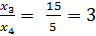 x₃/x₄ = 15/5 = 3